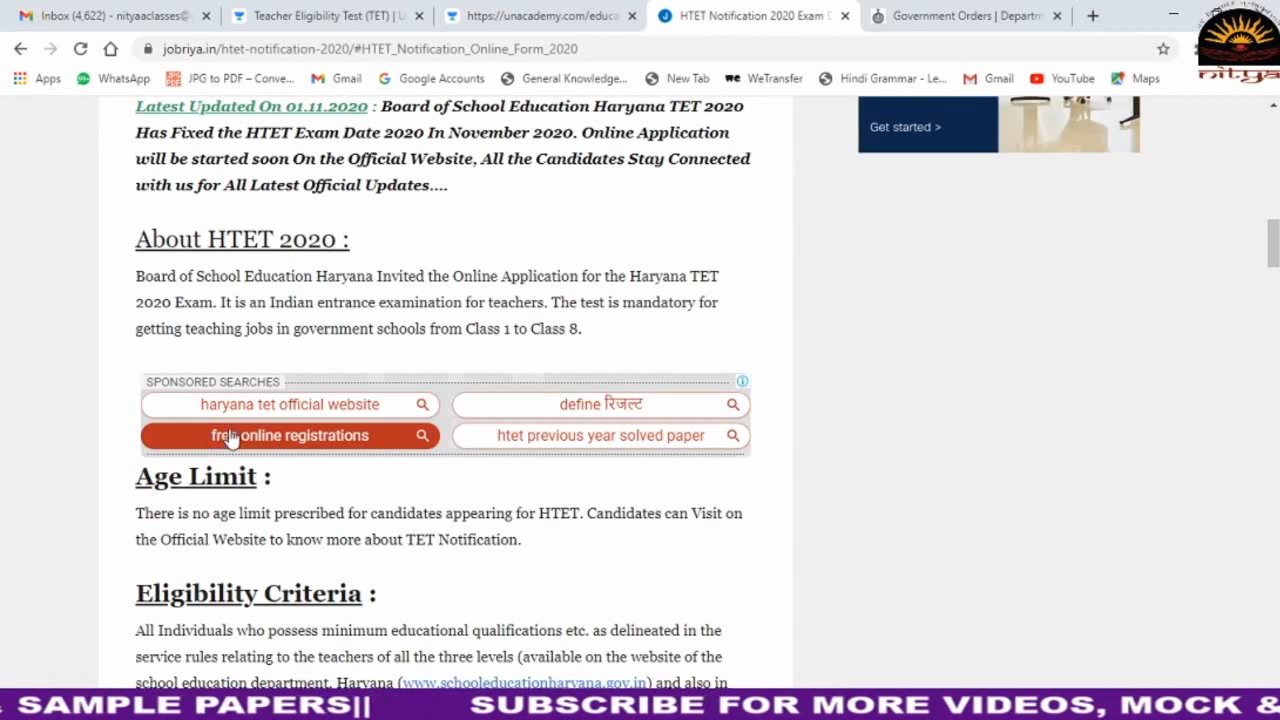 Inbox (4,622) - nityaaclasses@
Teacher Eligibility Test (TET) | U
https://unacademy.com/educa
HTET Notification 2020 Exam D
Government Orders | Departm
jobriya.in/htet-notification-2020/#HTET_Notification_Online_Form_2020
Apps
WhatsApp
JPG to PDF – Conve...
Gmail
Google Accounts
General Knowledge...
New Tab
WeTransfer
Hindi Grammar - Le...
Gmail
YouTube
Maps
nitya
Latest Updated On 01.11.2020 : Board of School Education Haryana TET 2020
Has Fixed the HTET Exam Date 2020 In November 2020. Online Application
will be started soon On the Official Website, All the Candidates Stay Connected
with us for All Latest Official Updates....
Get started >
About HTET 2020 :
Board of School Education Haryana Invited the Online Application for the Haryana TET
2020 Exam. It is an Indian entrance examination for teachers. The test is mandatory for
getting teaching jobs in government schools from Class 1 to Class 8.
SPONSORED SEARCHES
haryana tet official website
define रिजल्ट
free online registrations
htet previous year solved paper
Age Limit :
There is no age limit prescribed for candidates appearing for HTET. Candidates can Visit on
the Official Website to know more about TET Notification.
Eligibility Criteria :
All Individuals who possess minimum educational qualifications etc. as delineated in the
service rules relating to the teachers of all the three levels (available on the website of the
school education department, Haryana (www.schooleducationharyana.gov.in) and also in
SAMPLE PAPERS|| SUBSCRIBE FOR MORE VIDEOS, MOCK &